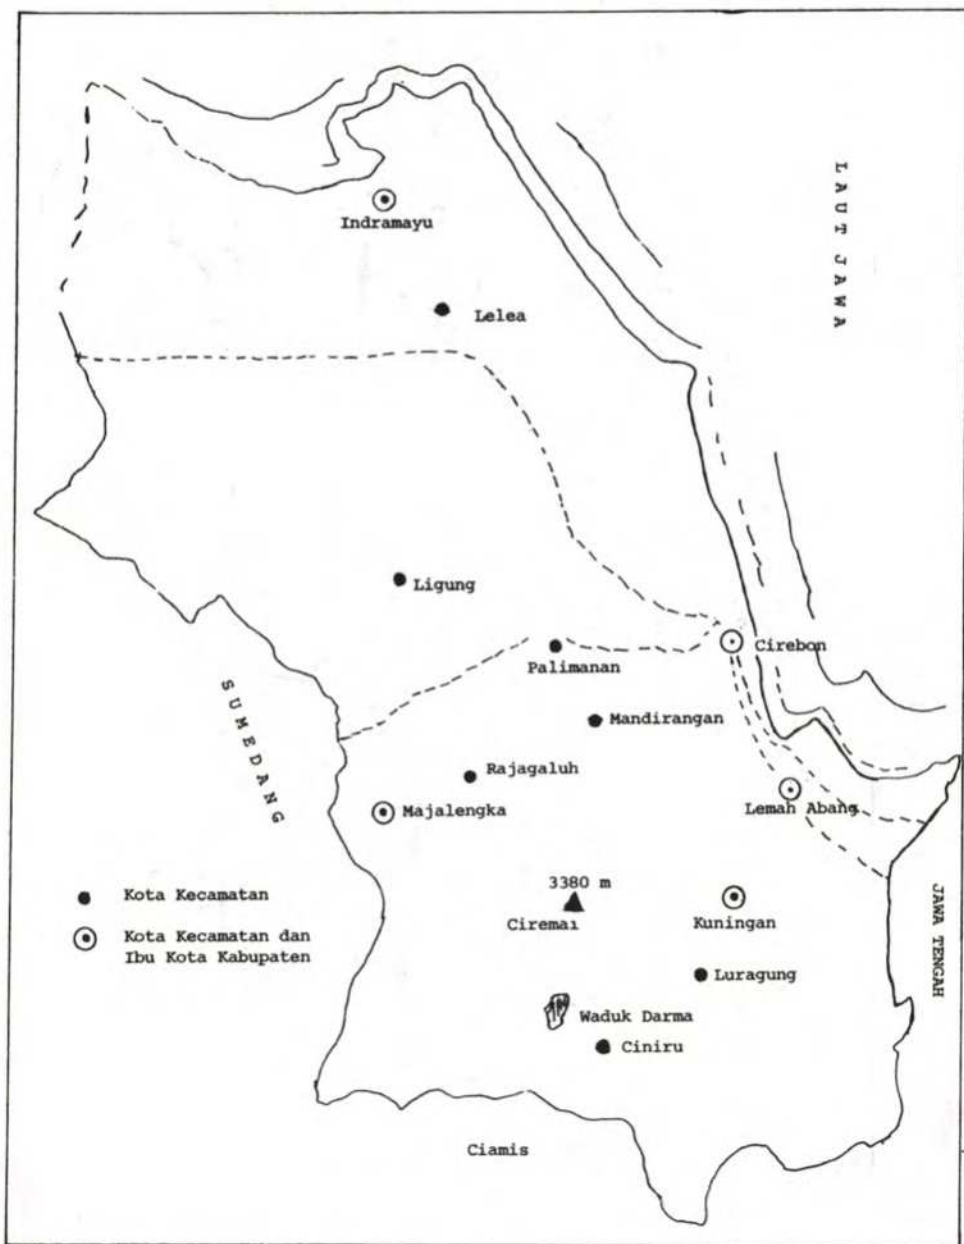 LAUT JAWA
Indramayu
Lelea
Ligung
Cirebon
Palimanan
SUMEDANG
Mandirangan
Rajagaluh
Majalengka
Lemah Abang
Kota Kecamatan
3380 m
Ciremai
Kuningan
Kota Kecamatan dan
Ibu Kota Kabupaten
JAWA TENGAH
Luragung
Waduk Darma
Ciniru
Ciamis